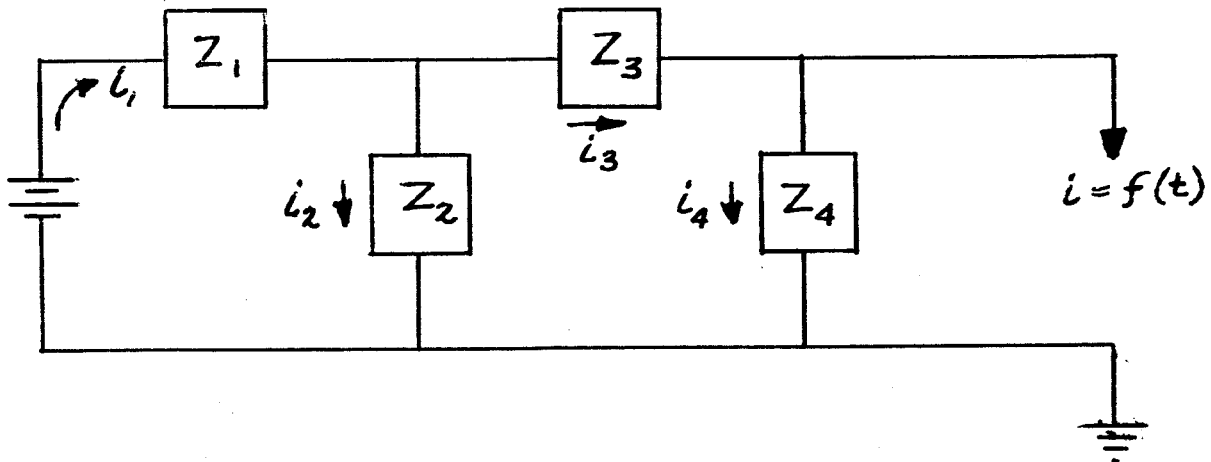 Z₁
Z₃
i₁
i₃
i₂
Z₂
i₄
Z₄
i = f(t)